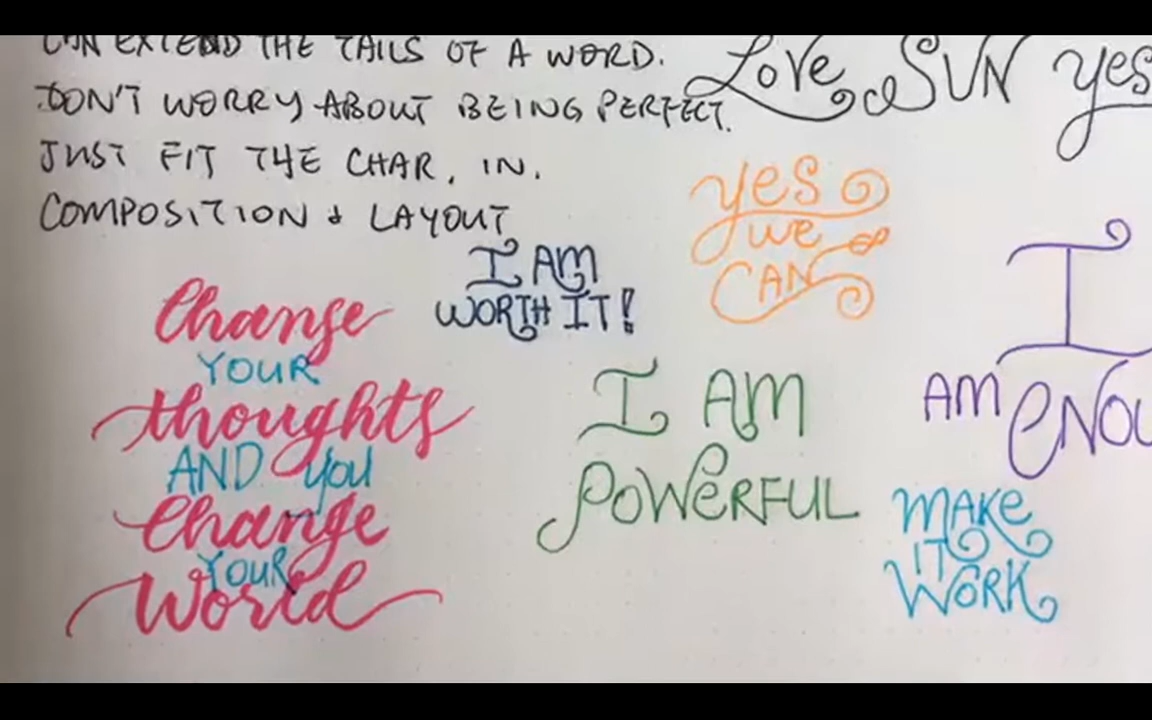 CAN EXTEND THE TAILS OF A WORD.
DON'T WORRY ABOUT BEING PERFECT.
JUST FIT THE CHAR. IN.
COMPOSITION & LAYOUT
Love SUN yes
yes
we
CAN
I AM
WORTH IT!
Change
YOUR
thoughts
AND you
Change
YOUR
World
I AM
POWERFUL
I
AM ENOU
MAKE
IT
WORK